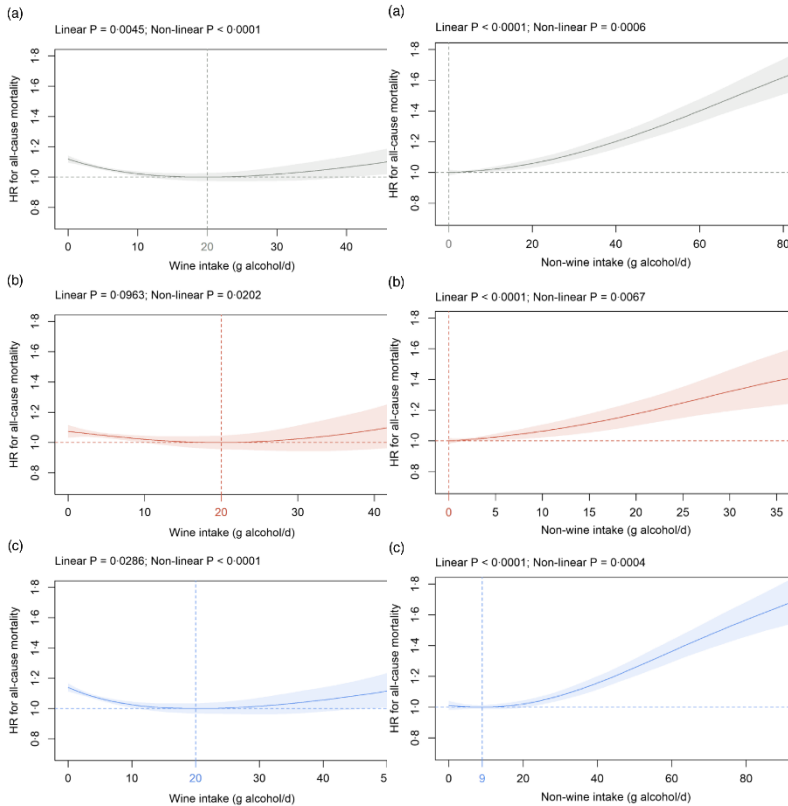 (a)
Linear P = 0·0045; Non-linear P < 0·0001
HR for all-cause mortality
1·8
1·6
1·4
1·2
1·0
0·8
0 10 20 30 40
Wine intake (g alcohol/d)
(a)
Linear P < 0·0001; Non-linear P = 0·0006
HR for all-cause mortality
1·8
1·6
1·4
1·2
1·0
0·8
0 20 40 60 80
Non-wine intake (g alcohol/d)
(b)
Linear P = 0·0963; Non-linear P = 0·0202
HR for all-cause mortality
1·8
1·6
1·4
1·2
1·0
0·8
0 10 20 30 40
Wine intake (g alcohol/d)
(b)
Linear P < 0·0001; Non-linear P = 0·0067
HR for all-cause mortality
1·8
1·6
1·4
1·2
1·0
0·8
0 5 10 15 20 25 30 35
Non-wine intake (g alcohol/d)
(c)
Linear P = 0·0286; Non-linear P < 0·0001
HR for all-cause mortality
1·8
1·6
1·4
1·2
1·0
0·8
0 10 20 30 40 5
Wine intake (g alcohol/d)
(c)
Linear P < 0·0001; Non-linear P = 0·0004
HR for all-cause mortality
1·8
1·6
1·4
1·2
1·0
0·8
0 9 20 40 60 80
Non-wine intake (g alcohol/d)